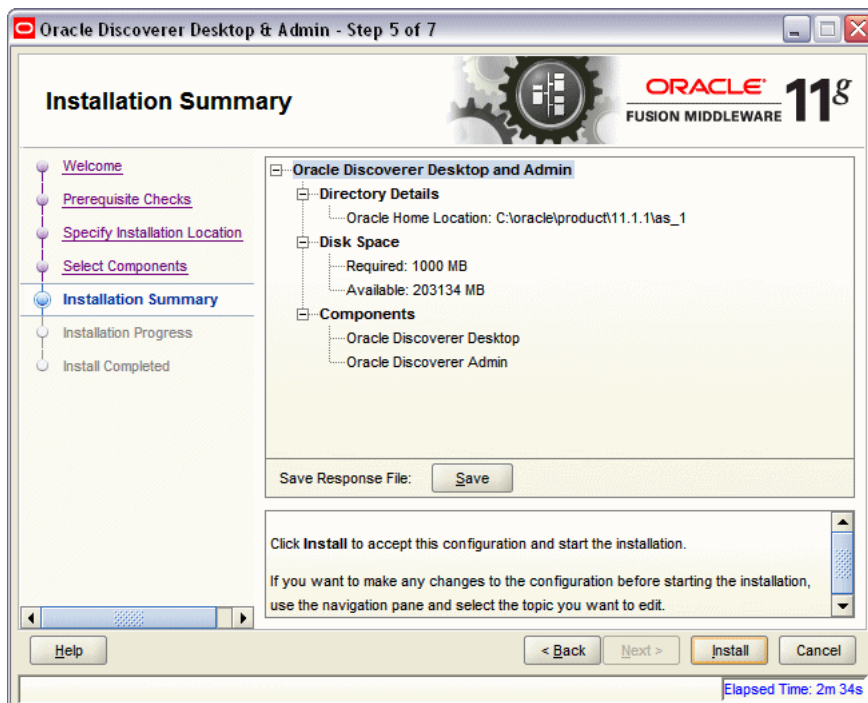 Oracle Discoverer Desktop & Admin - Step 5 of 7
Installation Summary
ORACLE®
FUSION MIDDLEWARE
11g
Welcome
Prerequisite Checks
Specify Installation Location
Select Components
Installation Summary
Installation Progress
Install Completed
Oracle Discoverer Desktop and Admin
Directory Details
Oracle Home Location: C:\oracle\product\11.1.1\as_1
Disk Space
Required: 1000 MB
Available: 203134 MB
Components
Oracle Discoverer Desktop
Oracle Discoverer Admin
Save Response File:
Save
Click Install to accept this configuration and start the installation.
If you want to make any changes to the configuration before starting the installation,
use the navigation pane and select the topic you want to edit.
Help
< Back
Next >
Install
Cancel
Elapsed Time: 2m 34s